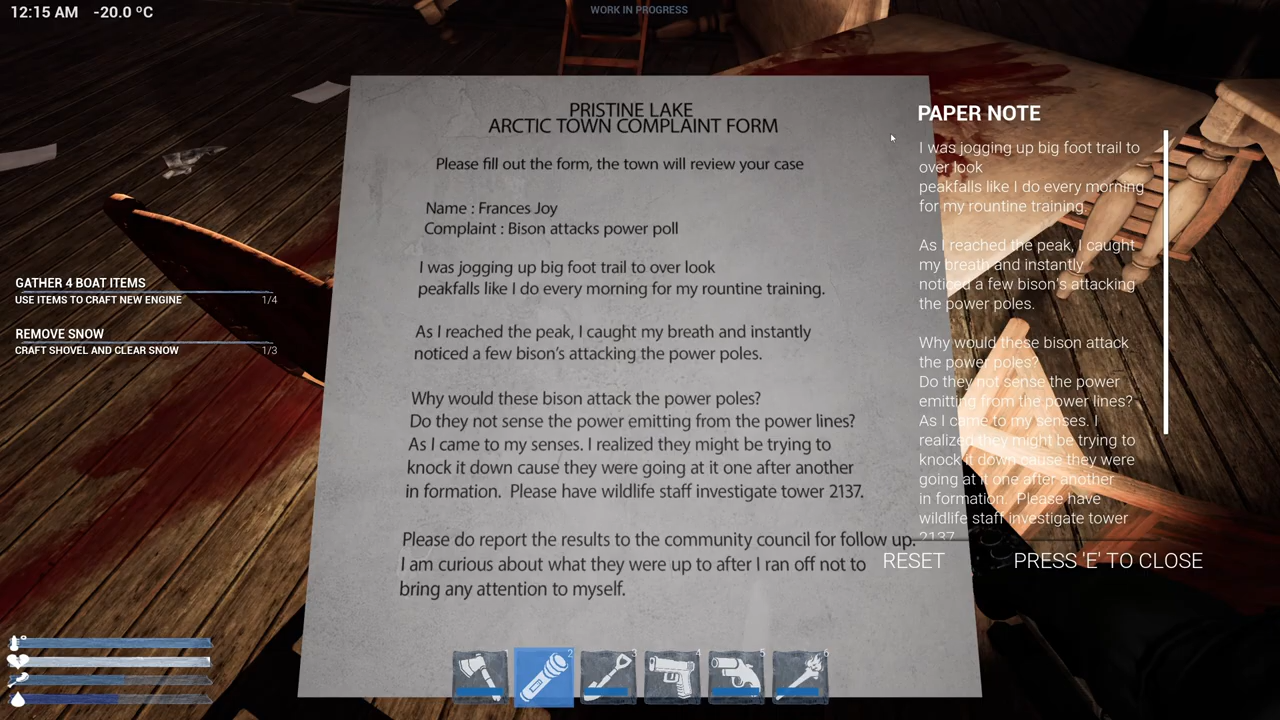 12:15 AM -20.0 ºC
WORK IN PROGRESS
PRISTINE LAKE
ARCTIC TOWN COMPLAINT FORM
Please fill out the form, the town will review your case
Name : Frances Joy
Complaint : Bison attacks power poll
I was jogging up big foot trail to over look
peakfalls like I do every morning for my rountine training.
As I reached the peak, I caught my breath and instantly
noticed a few bison's attacking the power poles.
Why would these bison attack the power poles?
Do they not sense the power emitting from the power lines?
As I came to my senses. I realized they might be trying to
knock it down cause they were going at it one after another
in formation.  Please have wildlife staff investigate tower 2137.
Please do report the results to the community council for follow up.
I am curious about what they were up to after I ran off not to
bring any attention to myself.
PAPER NOTE
I was jogging up big foot trail to
over look
peakfalls like I do every morning
for my rountine training.
As I reached the peak, I caught
my breath and instantly
noticed a few bison's attacking
the power poles.
Why would these bison attack
the power poles?
Do they not sense the power
emitting from the power lines?
As I came to my senses. I
realized they might be trying to
knock it down cause they were
going at it one after another
in formation.  Please have
wildlife staff investigate tower
2137
RESET
PRESS 'E' TO CLOSE
GATHER 4 BOAT ITEMS
USE ITEMS TO CRAFT NEW ENGINE 1/4
REMOVE SNOW
CRAFT SHOVEL AND CLEAR SNOW 1/3
1 2 3 4 5 6